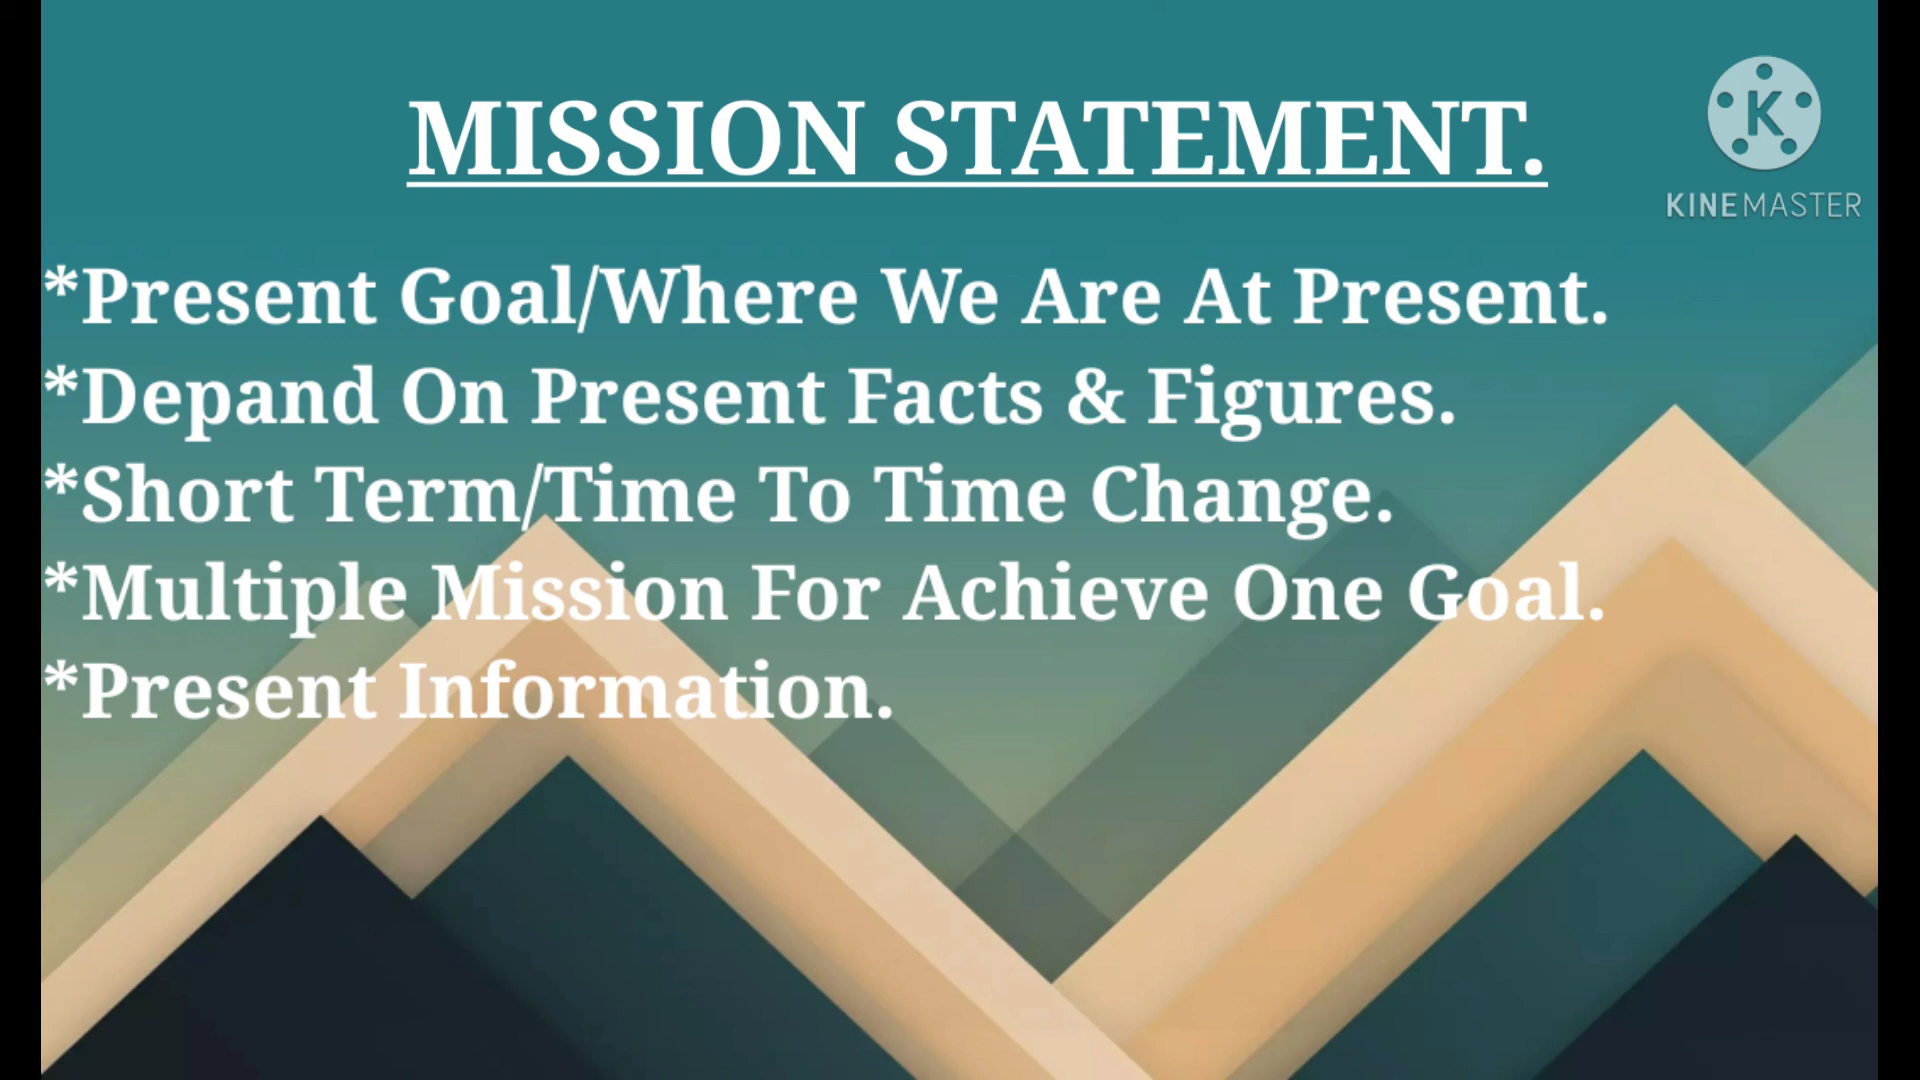 MISSION STATEMENT.
K
KINEMASTER
*Present Goal/Where We Are At Present.
*Depand On Present Facts & Figures.
*Short Term/Time To Time Change.
*Multiple Mission For Achieve One Goal.
*Present Information.